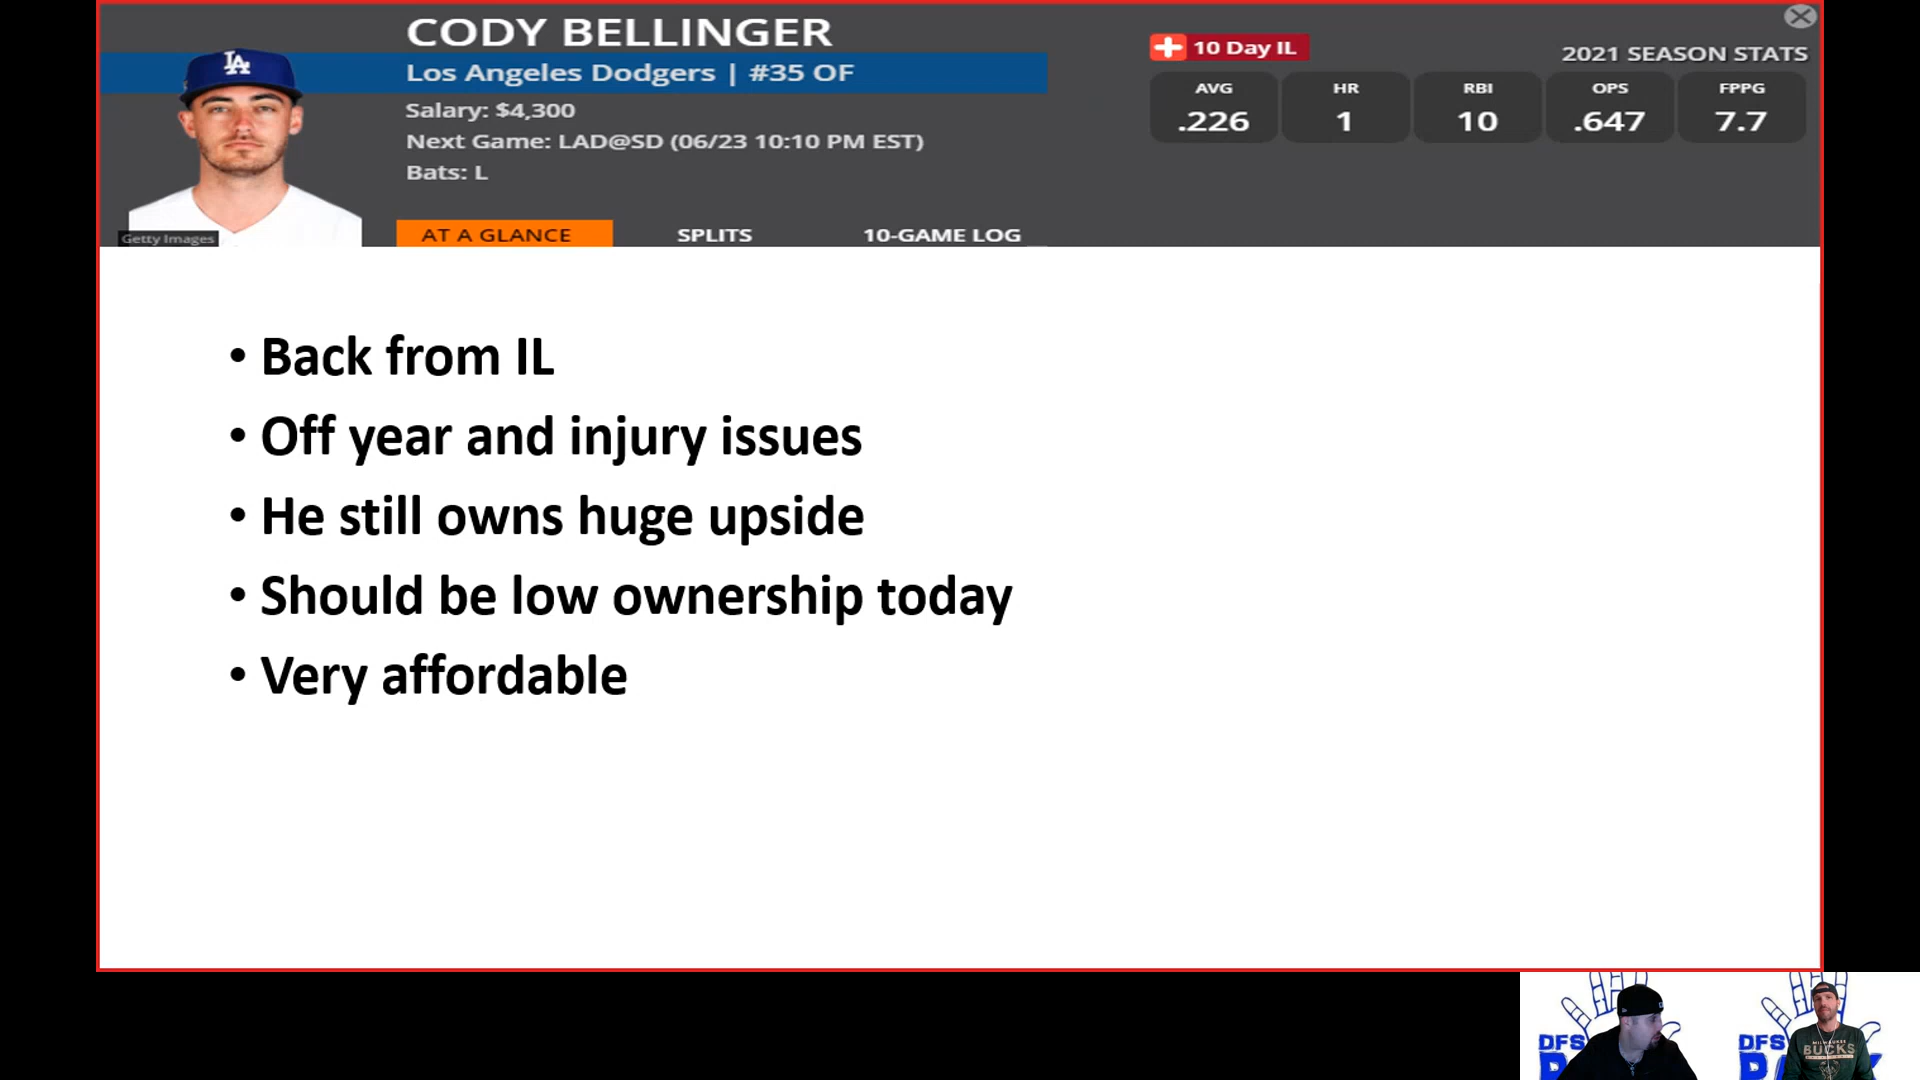 CODY BELLINGER
Los Angeles Dodgers | #35 OF
Salary: $4,300
Next Game: LAD@SD (06/23 10:10 PM EST)
Bats: L
10 Day IL
2021 SEASON STATS
AVG HR RBI OPS FPPG
.226 1 10 .647 7.7
Getty Images
AT A GLANCE SPLITS 10-GAME LOG
• Back from IL
• Off year and injury issues
• He still owns huge upside
• Should be low ownership today
• Very affordable
LA
DFS
DFS
MILWAUKEE
BUCKS